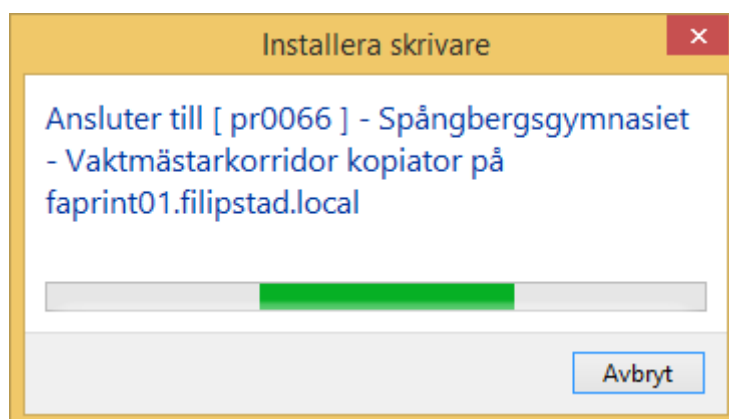 Installera skrivare
Ansluter till [ pr0066 ] - Spångbergsgymnasiet
- Vaktmästarkorridor kopiator på
faprint01.filipstad.local
Avbryt